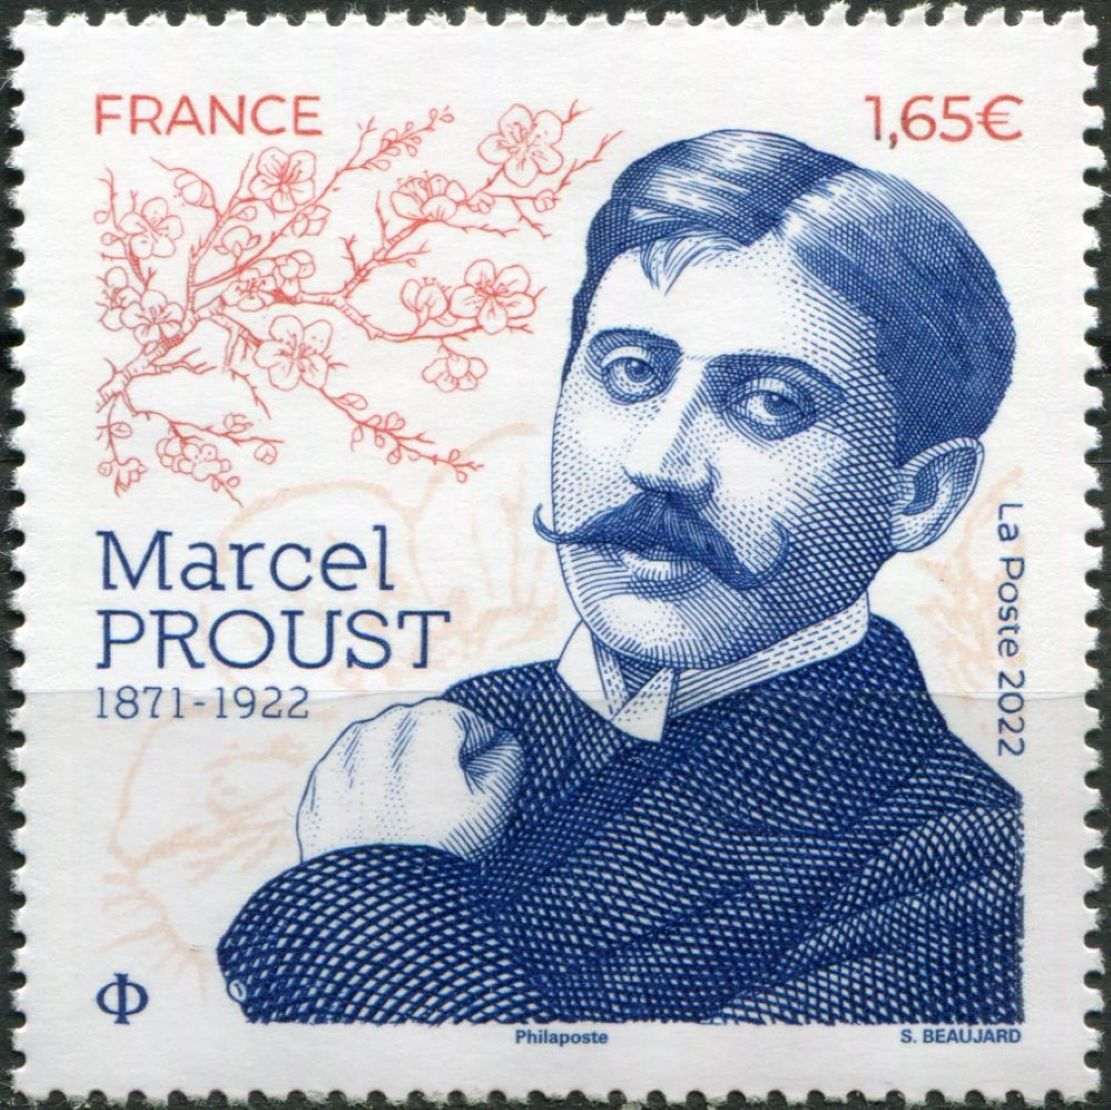 FRANCE
1,65€
Marcel
PROUST
1871-1922
La Poste 2022
Φ
Philaposte
S. BEAUJARD